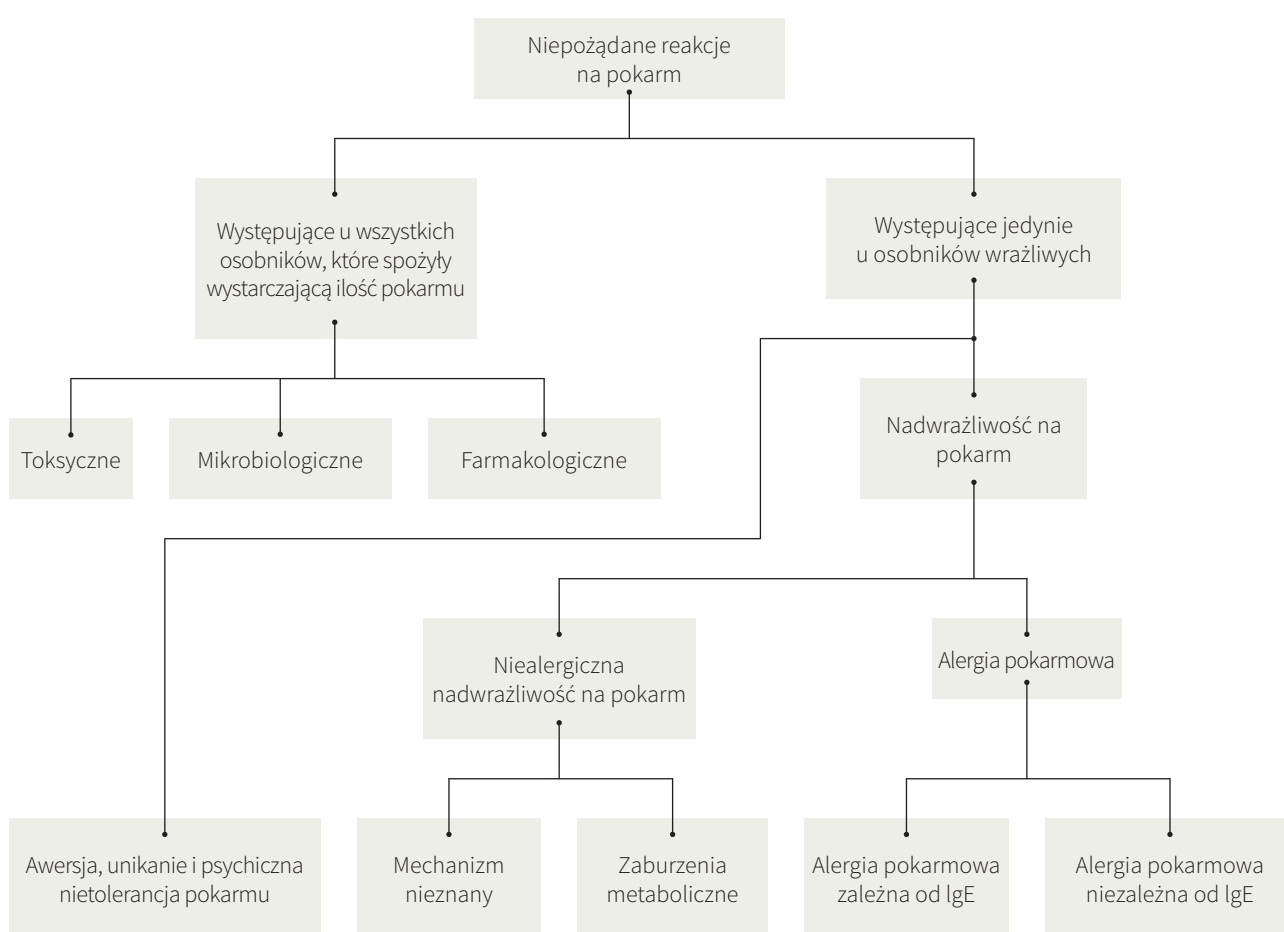 Niepożądane reakcje
na pokarm
Występujące u wszystkich
osobników, które spożyły
wystarczającą ilość pokarmu
Występujące jedynie
u osobników wrażliwych
Toksyczne
Mikrobiologiczne
Farmakologiczne
Nadwrażliwość na
pokarm
Niealergiczna
nadwrażliwość na pokarm
Alergia pokarmowa
Awersja, unikanie i psychiczna
nietolerancja pokarmu
Mechanizm
nieznany
Zaburzenia
metaboliczne
Alergia pokarmowa
zależna od lgE
Alergia pokarmowa
niezależna od lgE